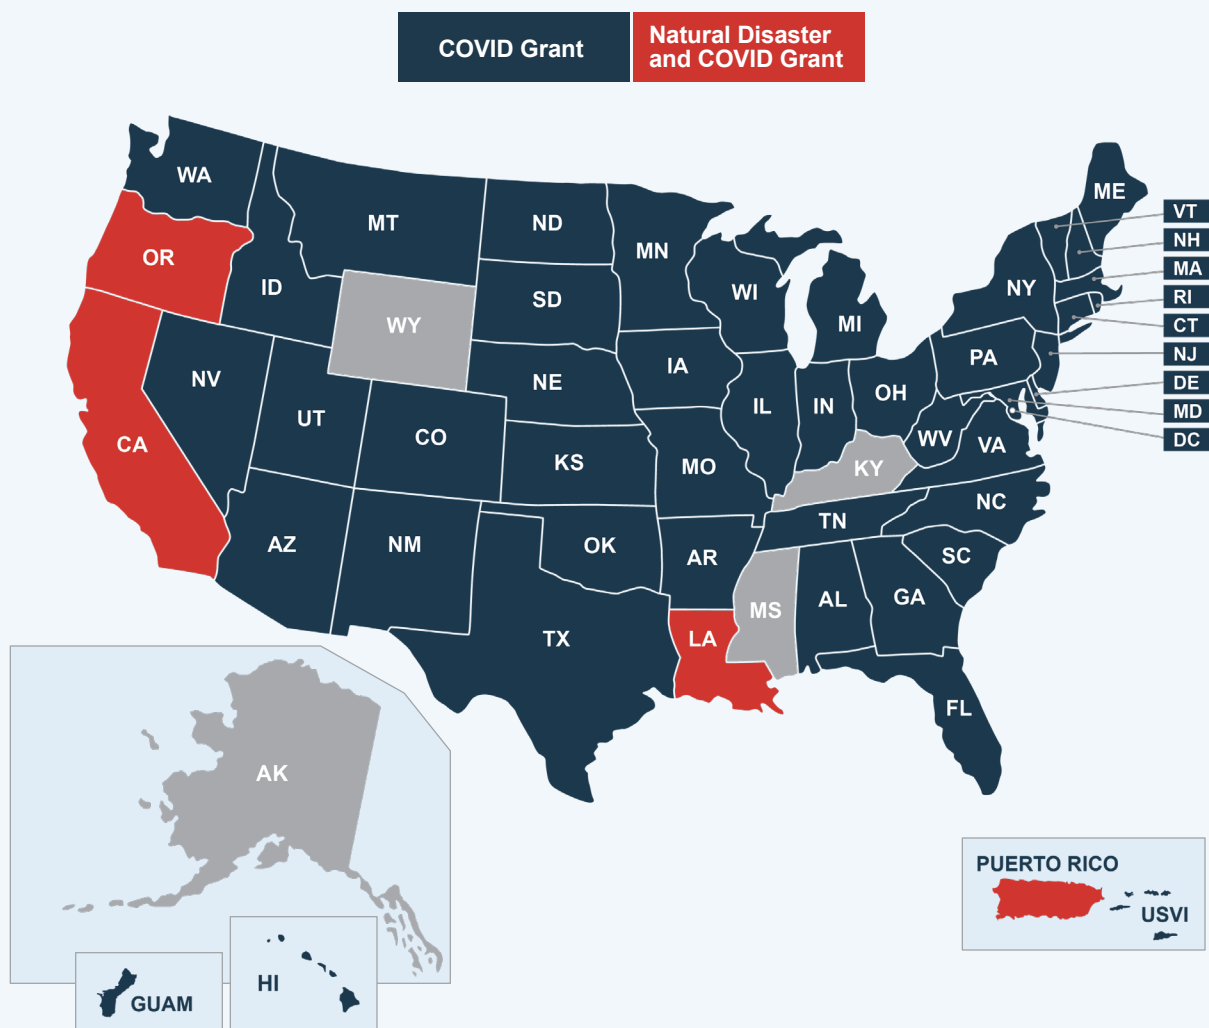 COVID Grant
Natural Disaster
and COVID Grant
WA
OR
CA
ID
NV
MT
WY
UT
AZ
CO
NM
ND
SD
NE
KS
OK
TX
MN
IA
MO
AR
LA
WI
IL
MI
IN
OH
KY
TN
MS
AL
GA
FL
SC
NC
VA
WV
PA
NY
ME
VT
NH
MA
RI
CT
NJ
DE
MD
DC
AK
HI
GUAM
PUERTO RICO
USVI